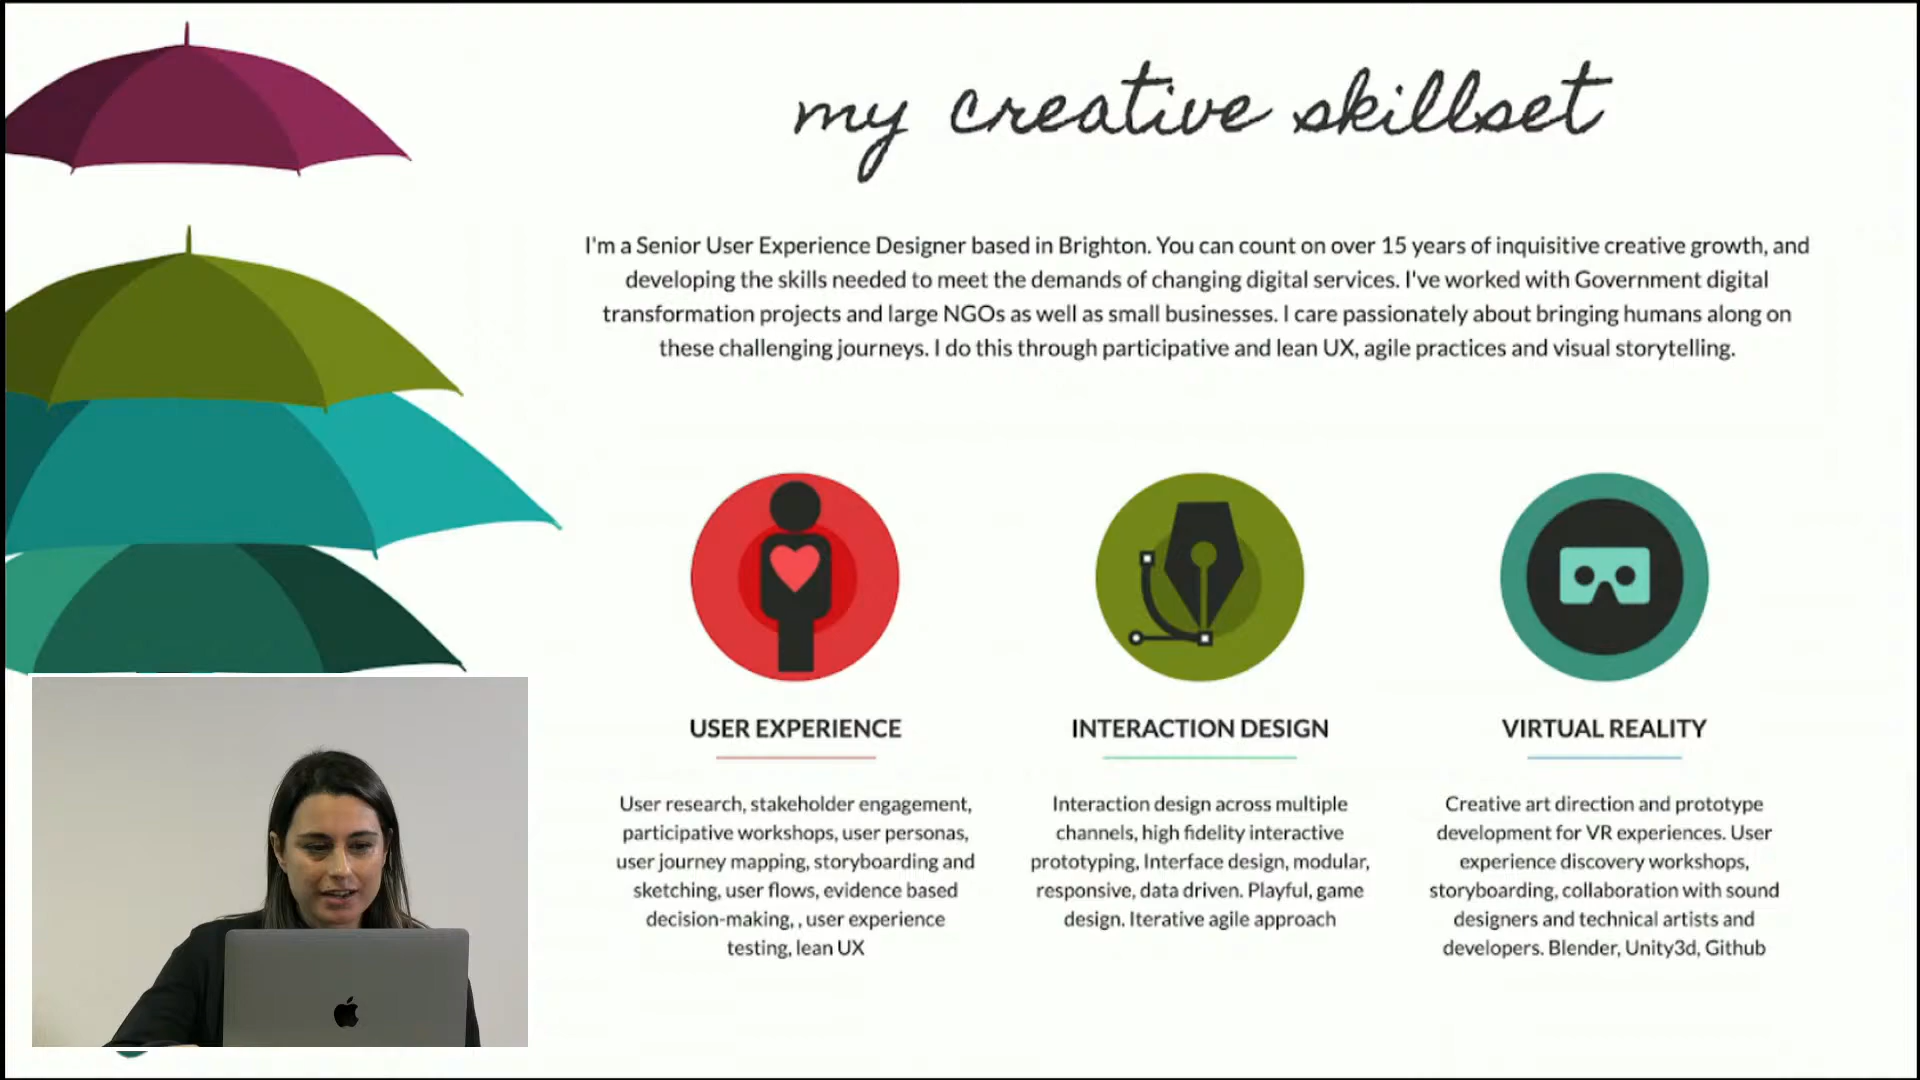 my creative skillset
I'm a Senior User Experience Designer based in Brighton. You can count on over 15 years of inquisitive creative growth, and
developing the skills needed to meet the demands of changing digital services. I've worked with Government digital
transformation projects and large NGOs as well as small businesses. I care passionately about bringing humans along on
these challenging journeys. I do this through participative and lean UX, agile practices and visual storytelling.
USER EXPERIENCE
User research, stakeholder engagement,
participative workshops, user personas,
user journey mapping, storyboarding and
sketching, user flows, evidence based
decision-making, , user experience
testing, lean UX
INTERACTION DESIGN
Interaction design across multiple
channels, high fidelity interactive
prototyping, Interface design, modular,
responsive, data driven. Playful, game
design. Iterative agile approach
VIRTUAL REALITY
Creative art direction and prototype
development for VR experiences. User
experience discovery workshops,
storyboarding, collaboration with sound
designers and technical artists and
developers. Blender, Unity3d, Github